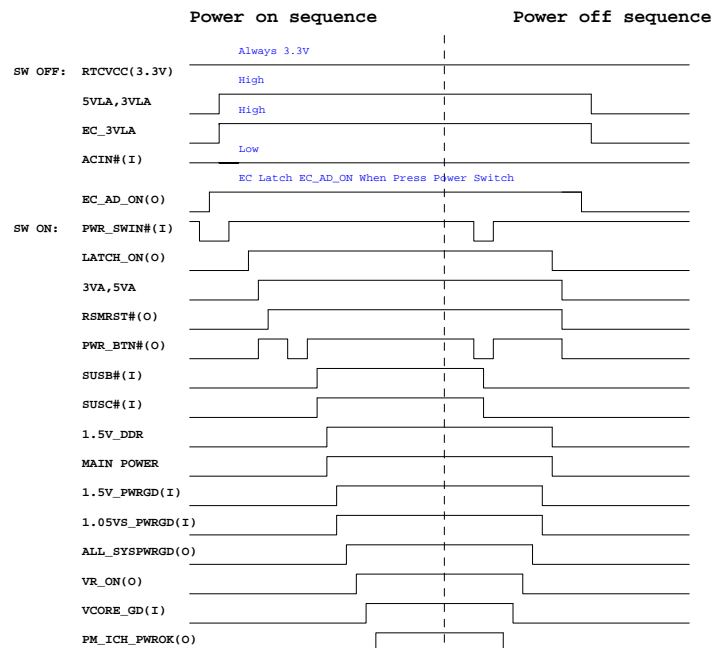 Power on sequence Power off sequence
Always 3.3V
SW OFF: RTCVCC(3.3V)
High
5VLA,3VLA
High
EC_3VLA
Low
ACIN#(I)
EC Latch EC_AD_ON When Press Power Switch
EC_AD_ON(O)
SW ON: PWR_SWIN#(I)
LATCH_ON(O)
3VA,5VA
RSMRST#(O)
PWR_BTN#(O)
SUSB#(I)
SUSC#(I)
1.5V_DDR
MAIN POWER
1.5V_PWRGD(I)
1.05VS_PWRGD(I)
ALL_SYSPWRGD(O)
VR_ON(O)
VCORE_GD(I)
PM_ICH_PWROK(O)